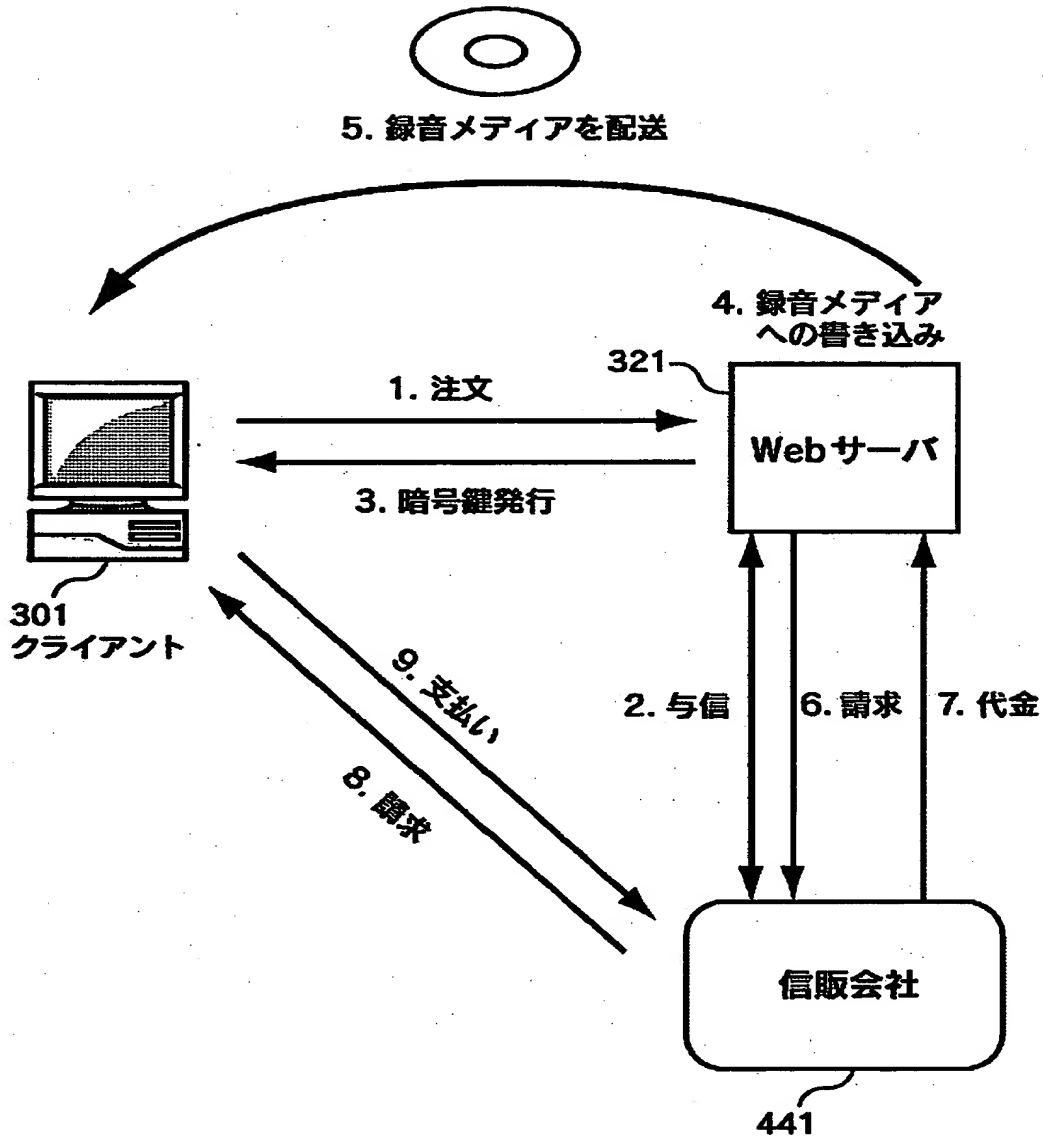 5. 録音メディアを配送
4. 録音メディア
への書き込み
321
1. 注文
Webサーバ
3. 暗号鍵発行
301
クライアント
9. 支払い
8. 請求
2. 与信
6. 請求
7. 代金
信販会社
441